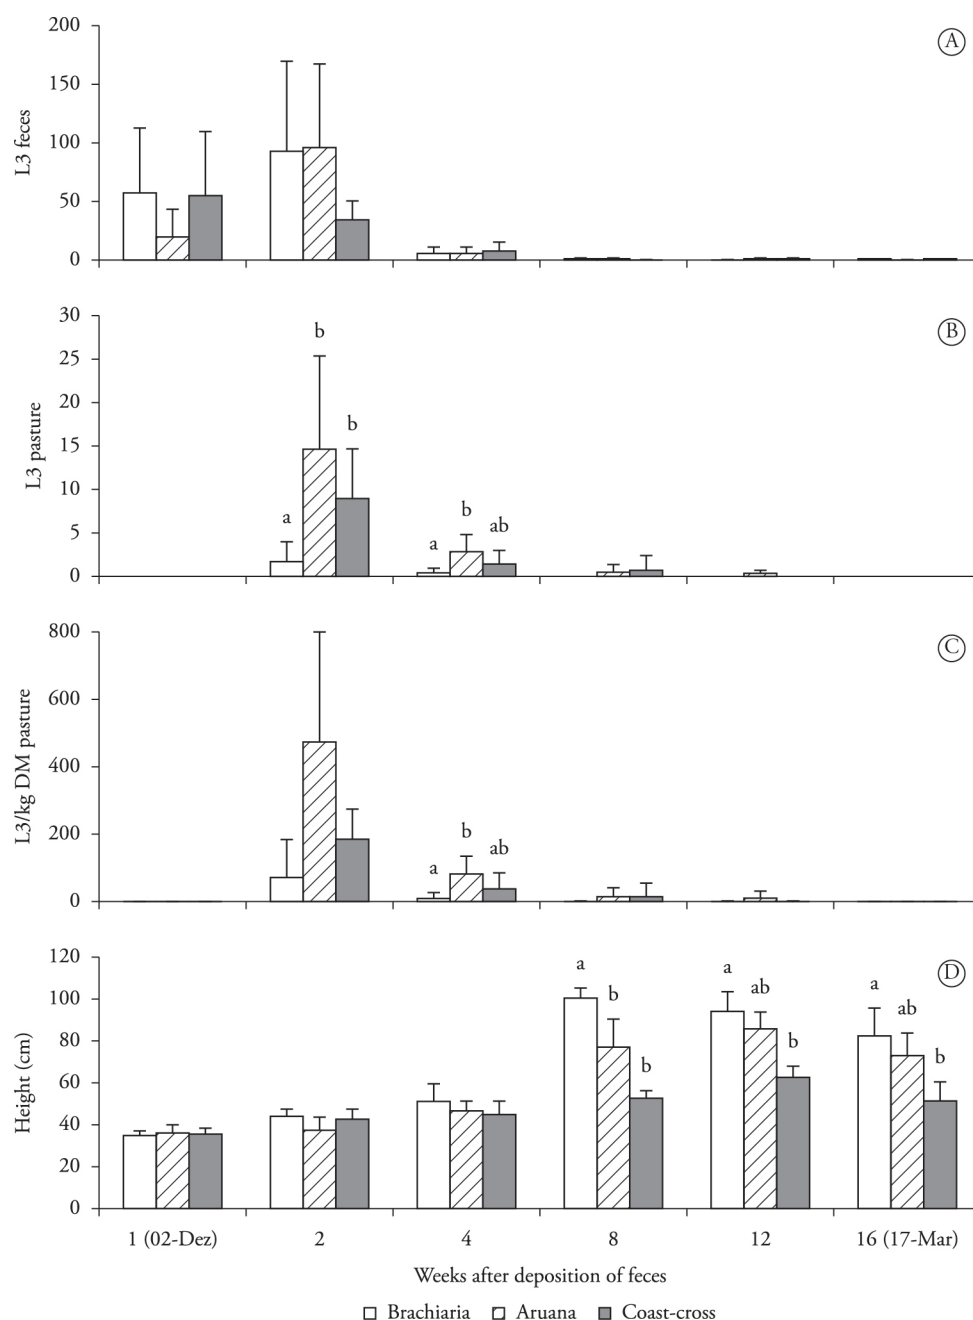 A
200
150
100
50
0
L3 feces
B
30
25
20
15
10
5
0
L3 pasture
b
b
a
a
b
ab
C
800
600
400
200
0
L3/kg DM pasture
a
b
ab
D
120
100
80
60
40
20
0
Height (cm)
a
b
b
a
ab
b
a
ab
b
1 (02-Dez) 2 4 8 12 16 (17-Mar)
Weeks after deposition of feces
Brachiaria Aruana Coast-cross